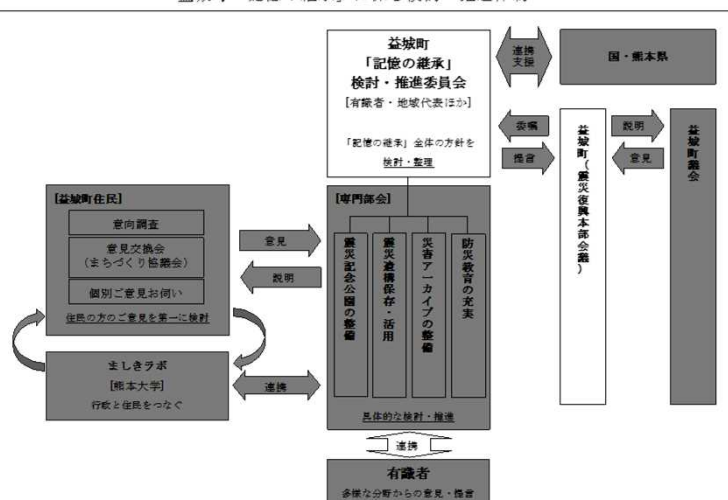 益城町
「記憶の継承」
検討・推進委員会
[有識者・地域代表ほか]
「記憶の継承」全体の方針を
検討・整理
連携
支援
国・熊本県
委嘱
提言
益城町(震災復興本部会議)
説明
意見
益城町議会
[益城町住民]
意向調査
意見交換会
(まちづくり協議会)
個別ご意見お伺い
住民の方のご意見を第一に検討
意見
説明
[専門部会]
震災記念公園の整備
震災遺構保存・活用
災害アーカイブの整備
防災教育の充実
具体的な検討・推進
ましきラボ
[熊本大学]
行政と住民をつなぐ
連携
連携
有識者
多様な分野からの意見・提言